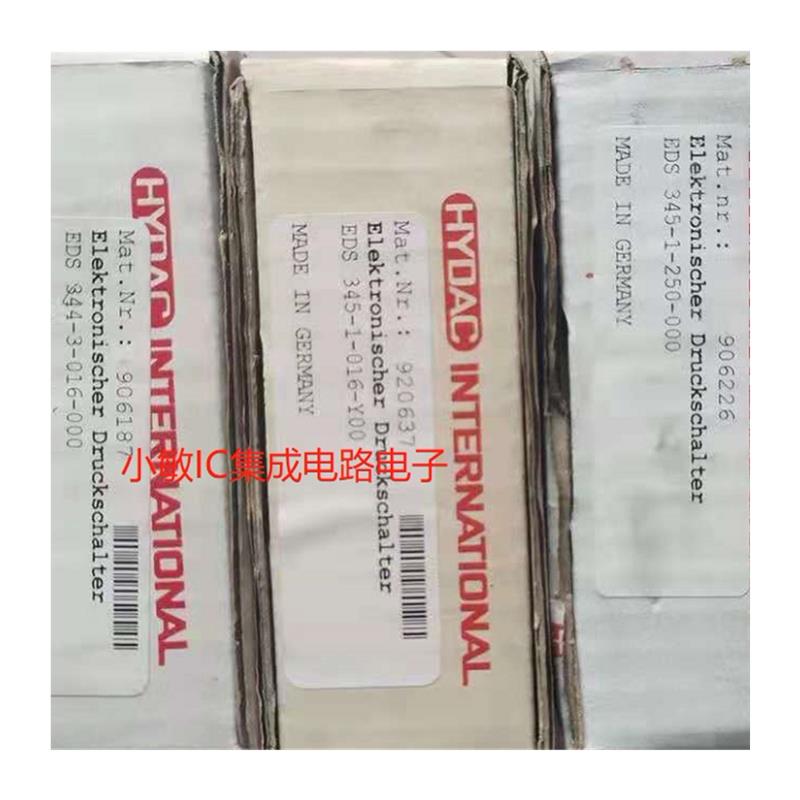 HYDAC INTERNATIONAL
Mat.Nr.: 906187
Elektronischer Druckschalter
EDS 344-3-016-000
HYDAC INTERNATIONAL
Mat.Nr.: 920637
Elektronischer Druckschalter
EDS 345-1-016-Y00
MADE IN GERMANY
Mat.nr.: 906226
Elektronischer Druckschalter
EDS 345-1-250-000
MADE IN GERMANY
小敏IC集成电路电子